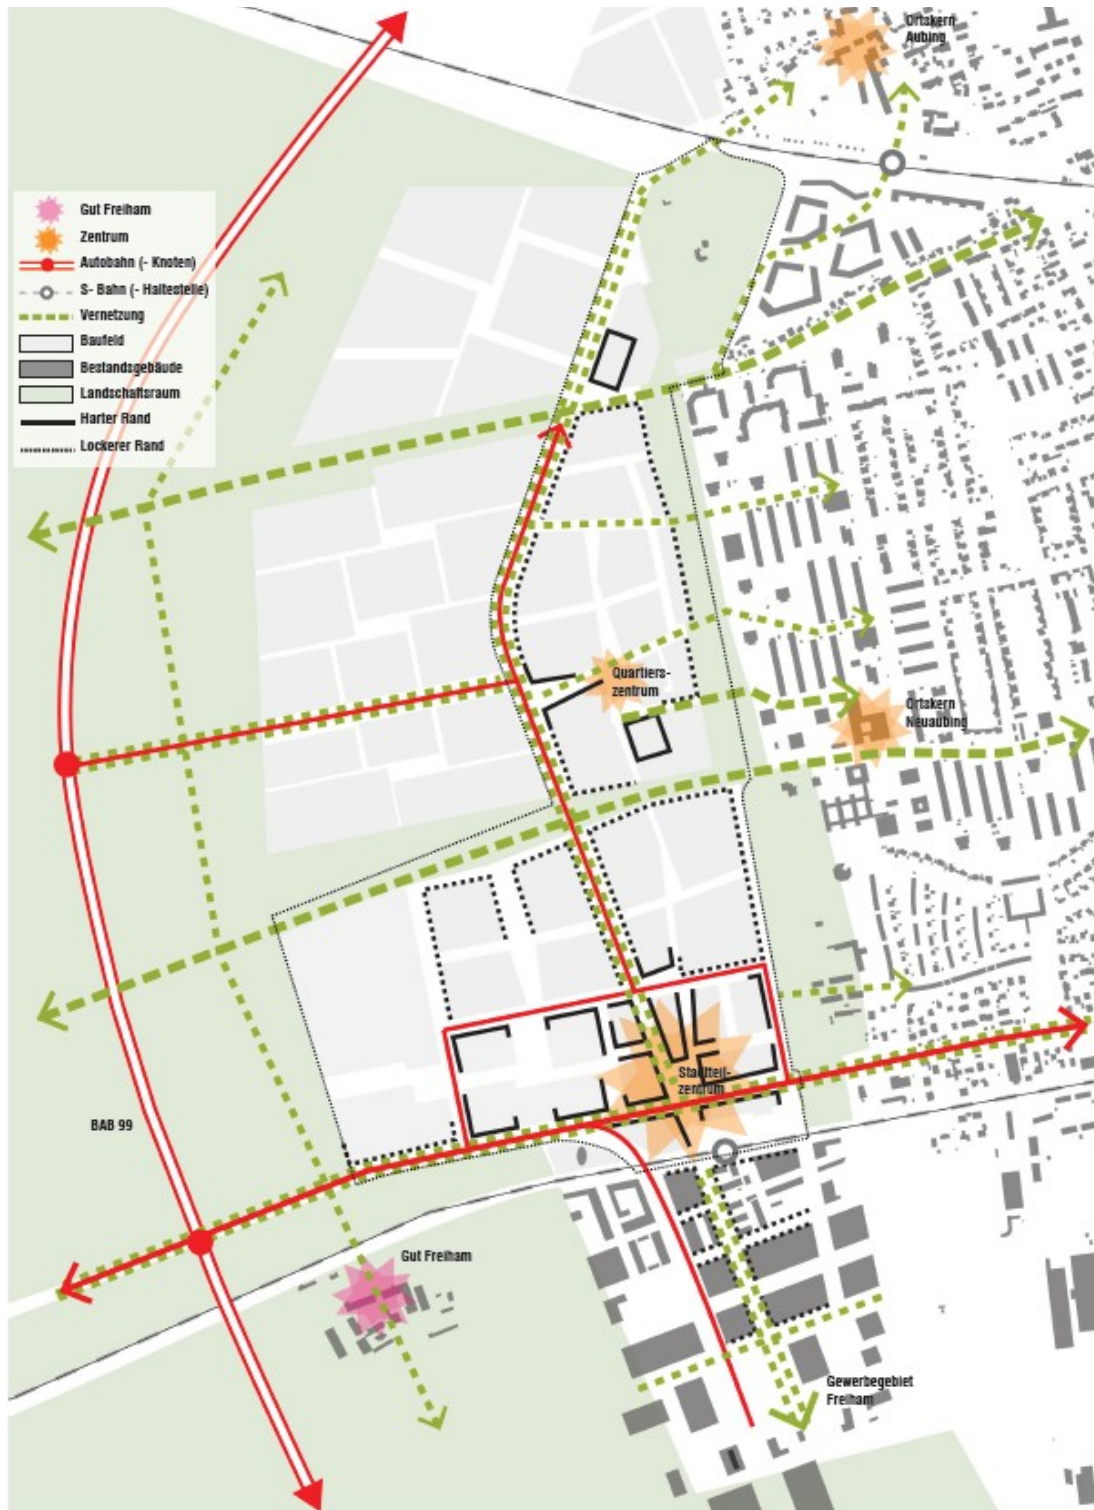 Ortskern
Aubing
Gut Freiham
Zentrum
Autobahn (- Knoten)
S- Bahn (- Haltestelle)
Vernetzung
Baufeld
Bestandsgebäude
Landschaftsraum
Harter Rand
Lockerer Rand
Quartiers-
zentrum
Ortskern
Neuaubing
Stadtteil-
zentrum
BAB 99
Gut Freiham
Gewerbegebiet
Freiham